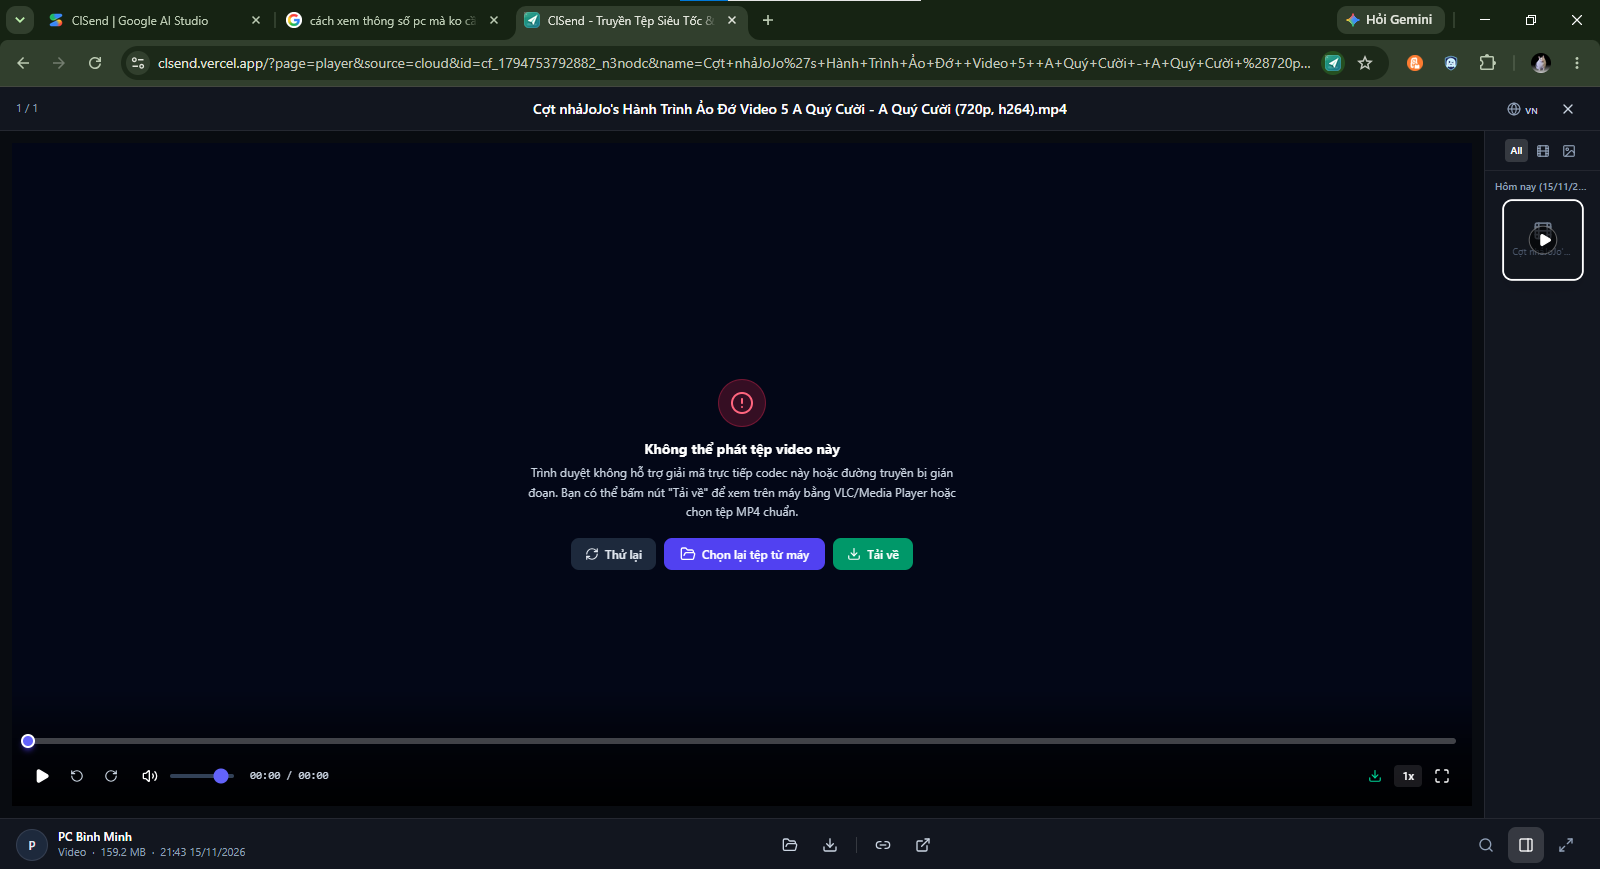 ClSend | Google AI Studio
cách xem thông số pc mà ko cầ
ClSend - Truyền Tệp Siêu Tốc &
Hỏi Gemini
clsend.vercel.app/?page=player&source=cloud&id=cf_1794753792882_n3nodc&name=Cợt+nhảJoJo%27s+Hành+Trình+Ảo+Đớ++Video+5++A+Quý+Cười+-+A+Quý+Cười+%28720p...
1 / 1
Cợt nhảJoJo's Hành Trình Ảo Đớ Video 5 A Quý Cười - A Quý Cười (720p, h264).mp4
VN
All
Hôm nay (15/11/2...
Cợt nhảJoJo'...
Không thể phát tệp video này
Trình duyệt không hỗ trợ giải mã trực tiếp codec này hoặc đường truyền bị gián
đoạn. Bạn có thể bấm nút "Tải về" để xem trên máy bằng VLC/Media Player hoặc
chọn tệp MP4 chuẩn.
Thử lại
Chọn lại tệp từ máy
Tải về
00:00 / 00:00
1x
P
PC Bình Minh
Video · 159.2 MB · 21:43 15/11/2026